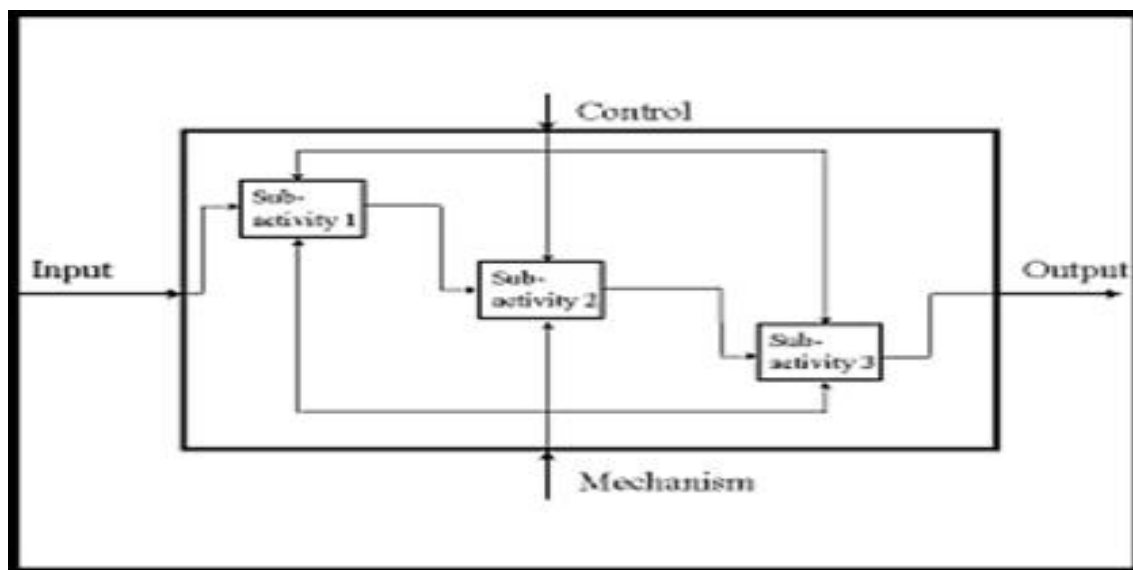 Control
Sub-
activity 1
Input
Sub-
activity 2
Output
Sub-
activity 3
Mechanism